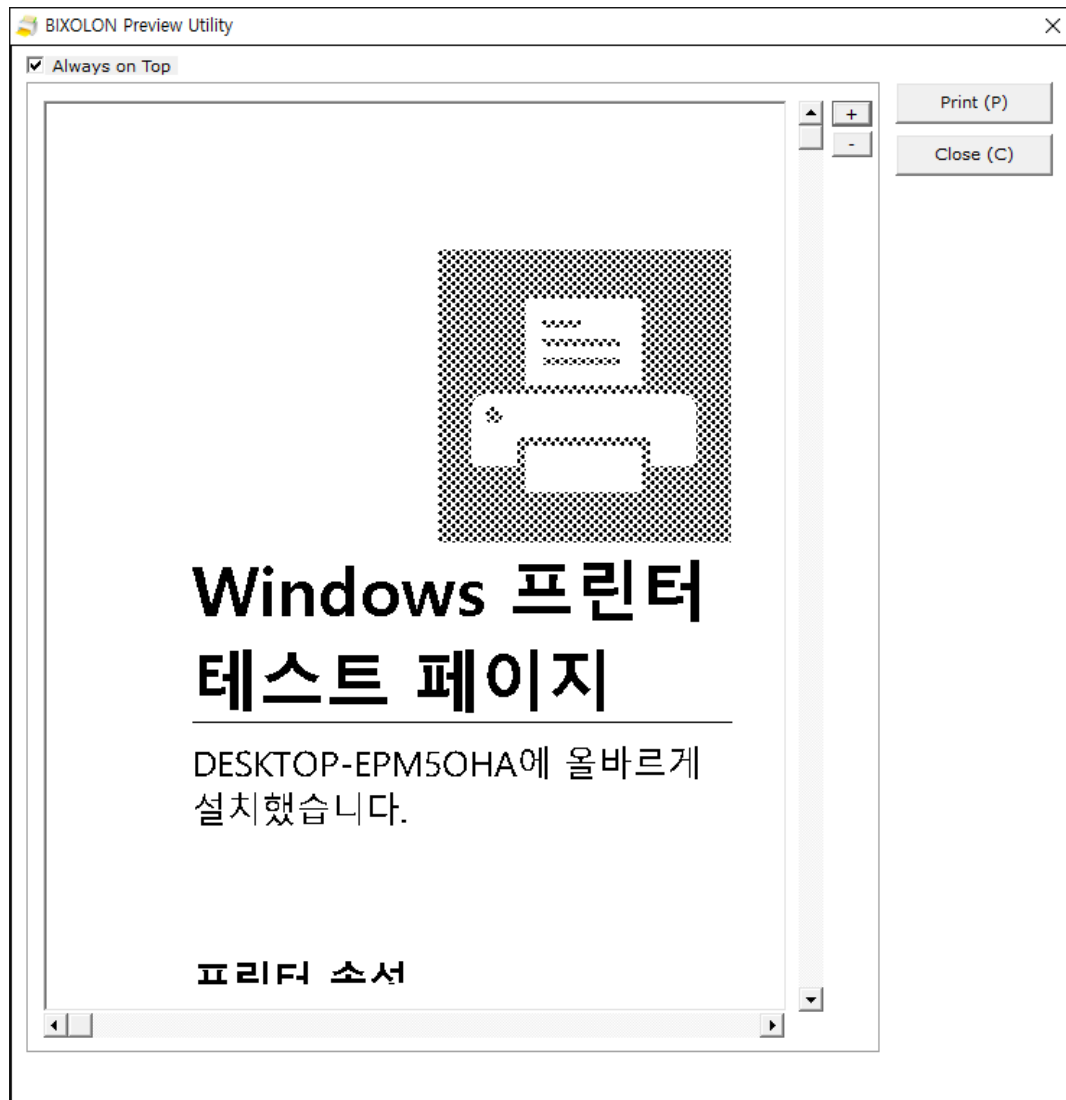 BIXOLON Preview Utility
Always on Top
Print (P)
+
-
Close (C)
Windows 프린터
테스트 페이지
DESKTOP-EPM5OHA에 올바르게
설치했습니다.